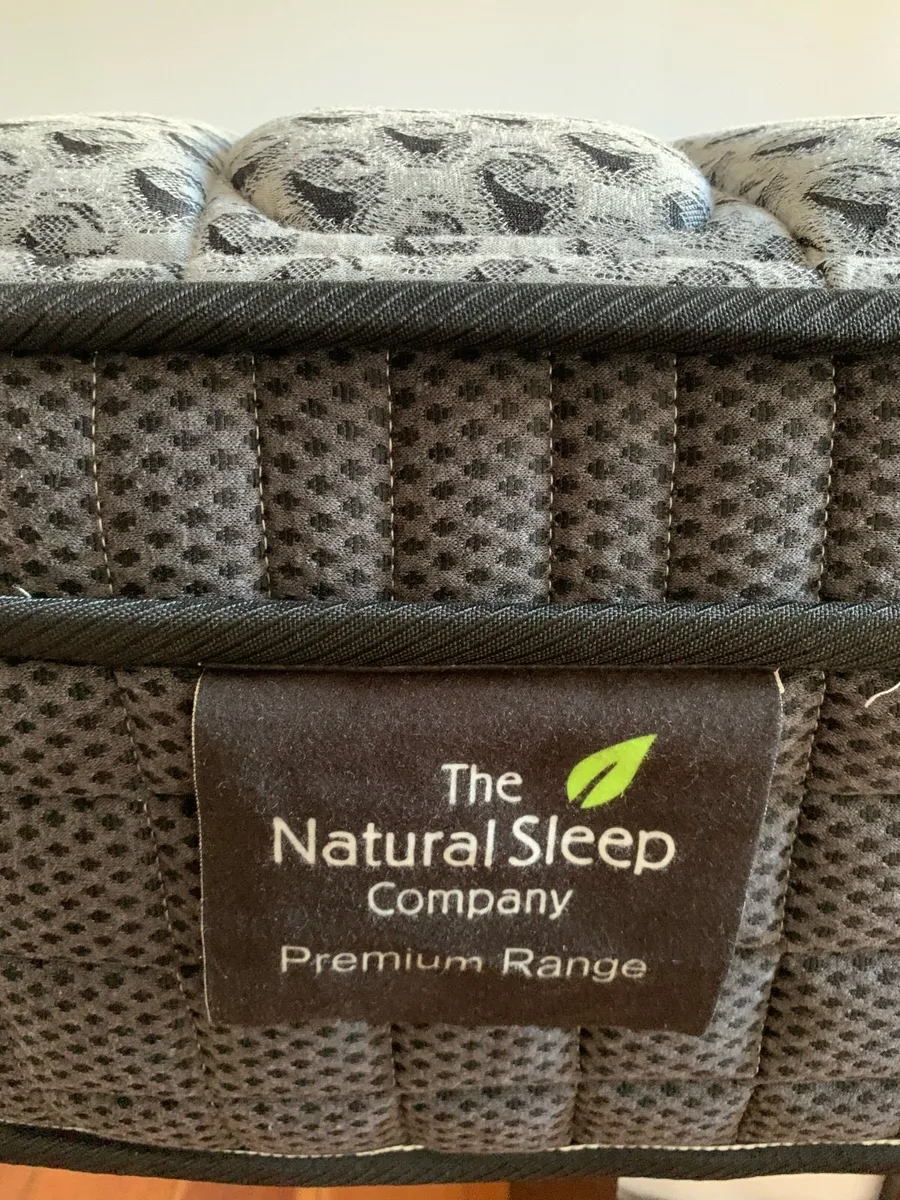 The
Natural Sleep
Company
Premium Range